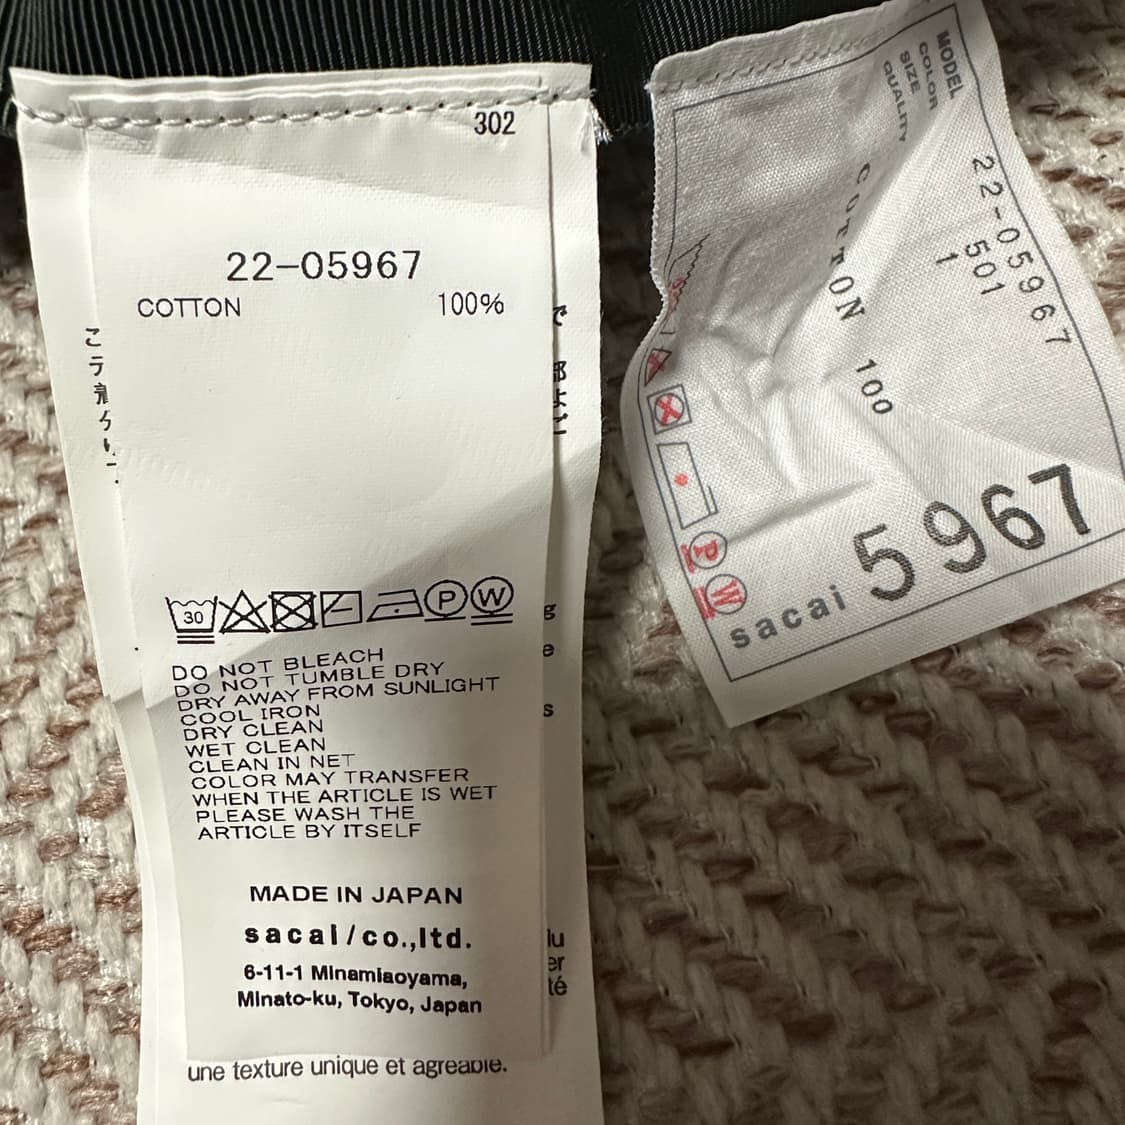 302
22-05967
COTTON 100%
30
P W
DO NOT BLEACH
DO NOT TUMBLE DRY
DRY AWAY FROM SUNLIGHT
COOL IRON
DRY CLEAN
WET CLEAN
CLEAN IN NET
COLOR MAY TRANSFER
WHEN THE ARTICLE IS WET
PLEASE WASH THE
ARTICLE BY ITSELF
MADE IN JAPAN
sacai/co.,ltd.
6-11-1 Minamiaoyama,
Minato-ku, Tokyo, Japan
une texture unique et agreable.
MODEL 22-05967
COLOR 501
SIZE 1
QUALITY
COTTON 100
P
W
sacai 5967